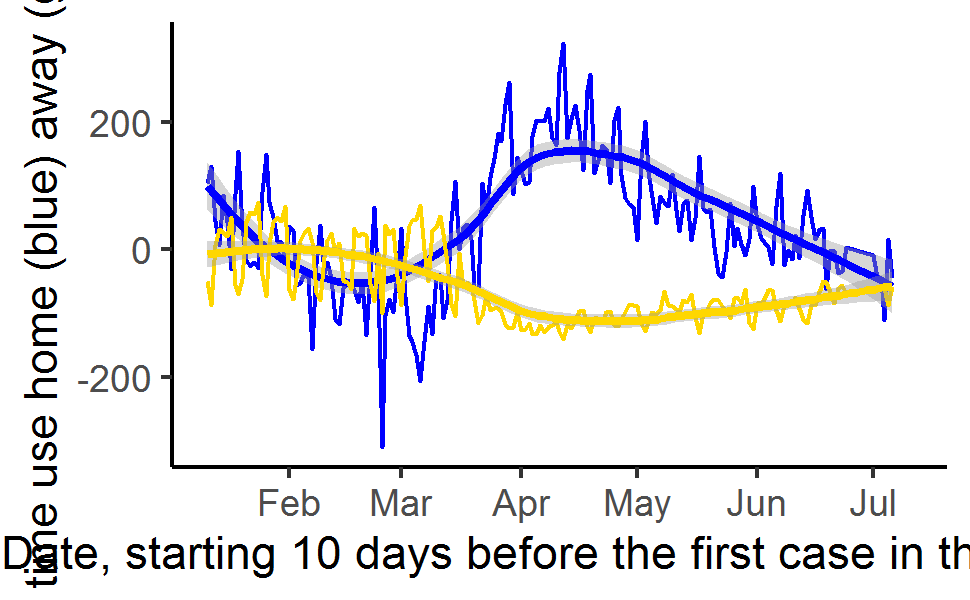 time use home (blue) away (
200
0
-200
Feb Mar Apr May Jun Jul
Date, starting 10 days before the first case in th